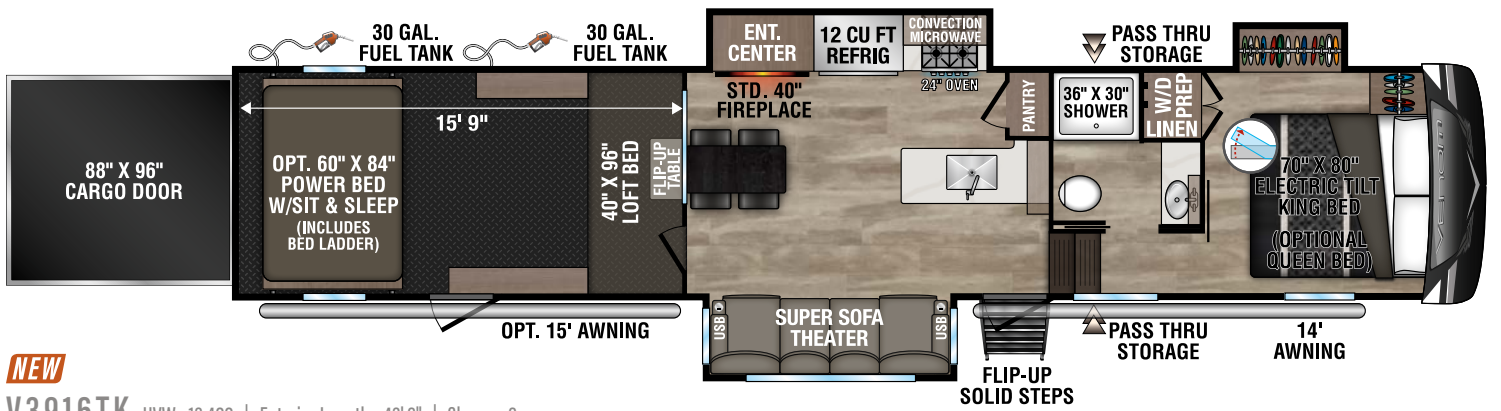 30 GAL.
FUEL TANK
30 GAL.
FUEL TANK
ENT.
CENTER
12 CU FT
REFRIG
CONVECTION
MICROWAVE
24" OVEN
PASS THRU
STORAGE
STD. 40"
FIREPLACE
PANTRY
36" X 30"
SHOWER
W/D
PREP
LINEN
15' 9"
88" X 96"
CARGO DOOR
OPT. 60" X 84"
POWER BED
W/SIT & SLEEP
(INCLUDES
BED LADDER)
40" X 96"
LOFT BED
FLIP-UP
TABLE
70" X 80"
ELECTRIC TILT
KING BED
(OPTIONAL
QUEEN BED)
OPT. 15' AWNING
USB
SUPER SOFA
THEATER
USB
FLIP-UP
SOLID STEPS
PASS THRU
STORAGE
14'
AWNING
NEW
V3916TK